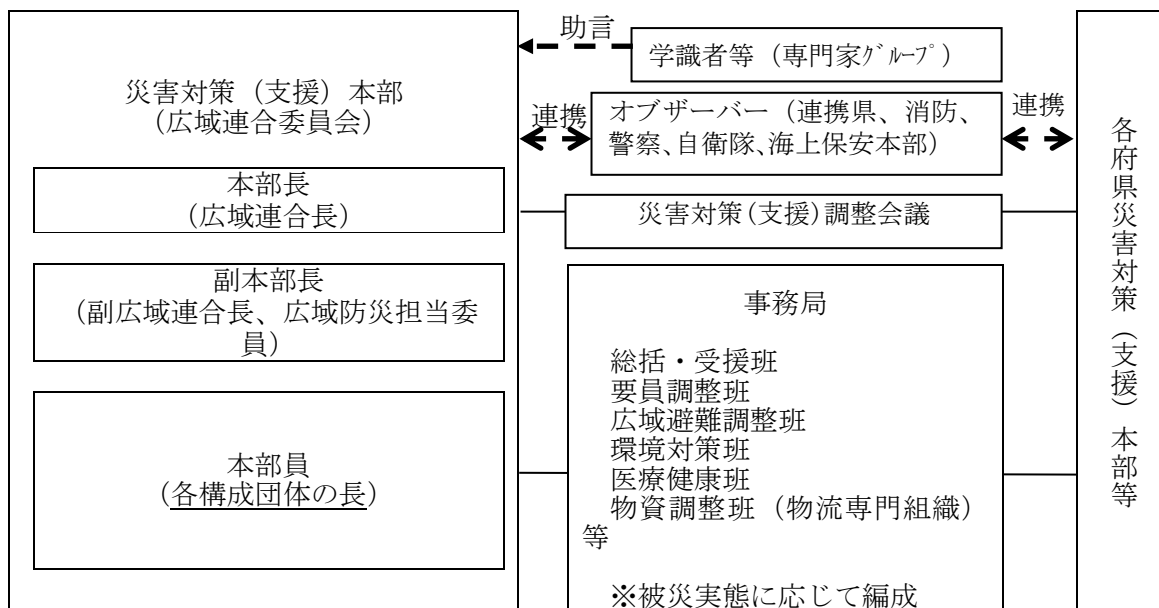 災害対策（支援）本部
（広域連合委員会）
本部長
（広域連合長）
副本部長
（副広域連合長、広域防災担当委
員）
本部員
（各構成団体の長）
助言
学識者等（専門家ｸﾞﾙｰﾌﾟ）
連携
オブザーバー（連携県、消防、
警察、自衛隊、海上保安本部）
連携
災害対策(支援)調整会議
事務局
総括・受援班
要員調整班
広域避難調整班
環境対策班
医療健康班
物資調整班（物流専門組織）
等
※被災実態に応じて編成
各府県災害対策（支援）本部等